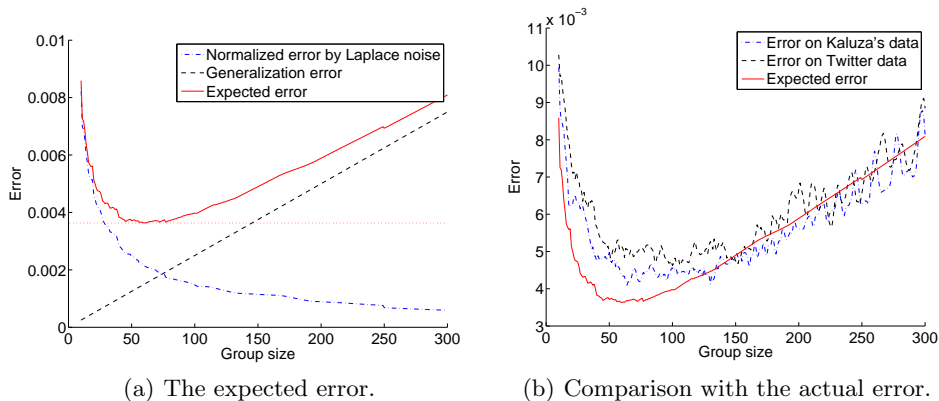 0.01
0.008
0.006
0.004
0.002
0
Error
0 50 100 150 200 250 300
Group size
Normalized error by Laplace noise
Generalization error
Expected error
(a) The expected error.
x 10⁻³
11
10
9
8
7
6
5
4
3
Error
0 50 100 150 200 250 300
Group size
Error on Kaluza's data
Error on Twitter data
Expected error
(b) Comparison with the actual error.